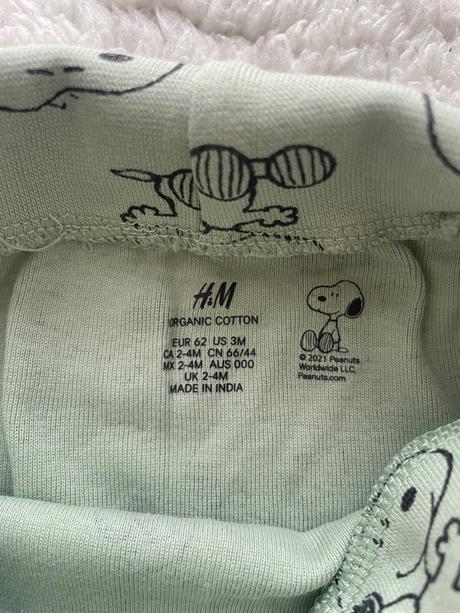 H&M
ORGANIC COTTON
EUR 62 US 3M
CA 2-4M CN 66/44
MX 2-4M AUS 000
UK 2-4M
MADE IN INDIA
© 2021 Peanuts
Worldwide LLC,
Peanuts.com